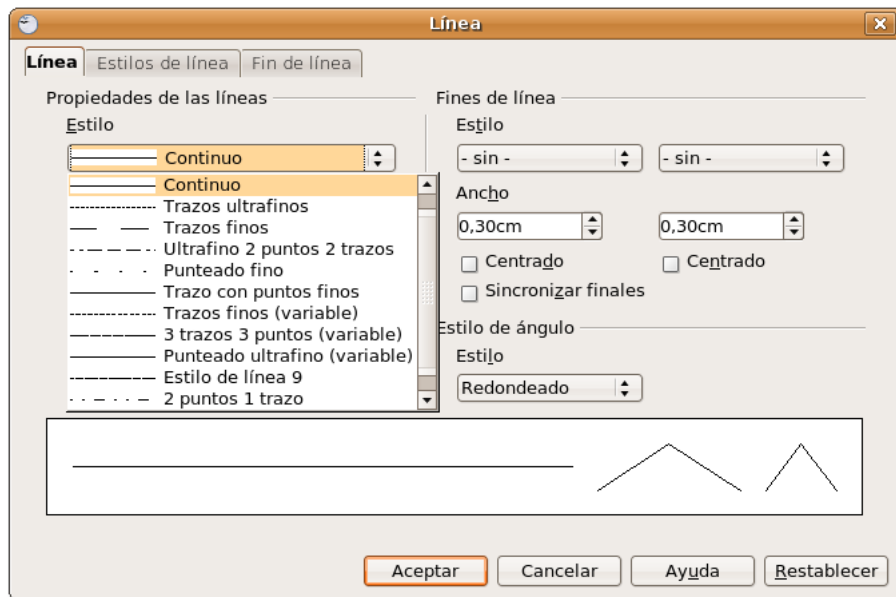 Línea
Línea
Estilos de línea
Fin de línea
Propiedades de las líneas
Estilo
Continuo
Continuo
Trazos ultrafinos
Trazos finos
Ultrafino 2 puntos 2 trazos
Punteado fino
Trazo con puntos finos
Trazos finos (variable)
3 trazos 3 puntos (variable)
Punteado ultrafino (variable)
Estilo de línea 9
2 puntos 1 trazo
Fines de línea
Estilo
- sin -
- sin -
Ancho
0,30cm
0,30cm
Centrado
Centrado
Sincronizar finales
Estilo de ángulo
Estilo
Redondeado
Aceptar
Cancelar
Ayuda
Restablecer